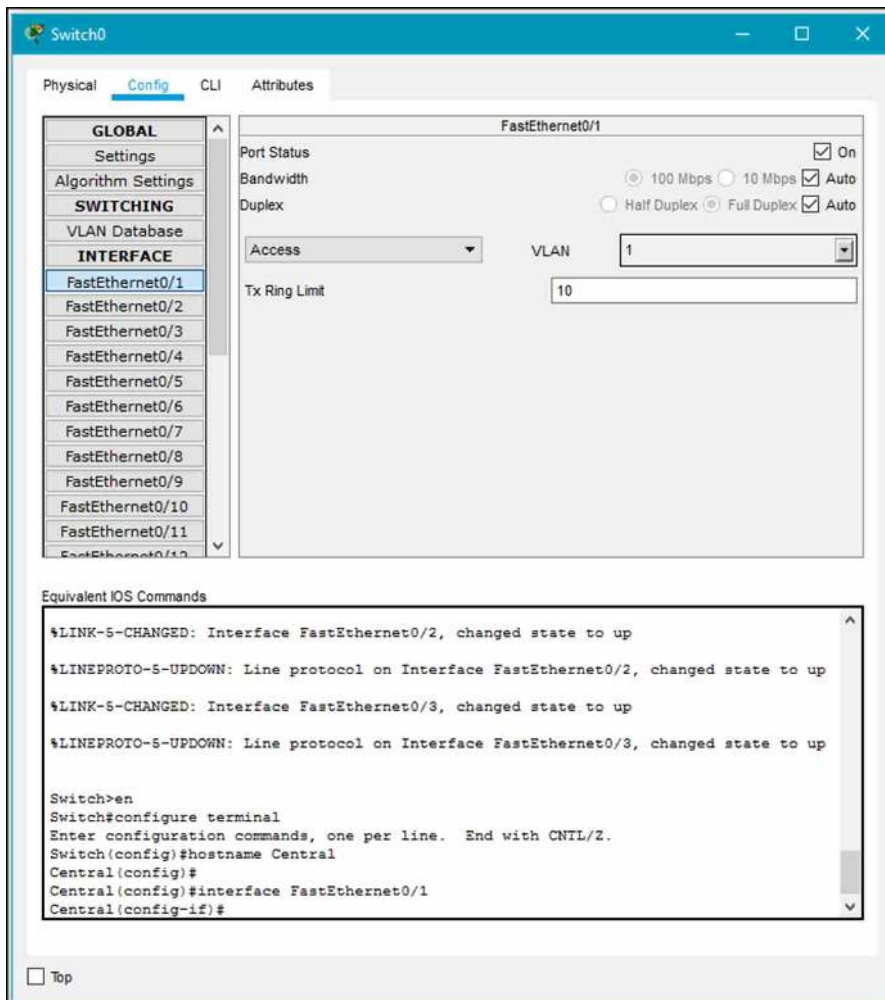 Switch0
Physical Config CLI Attributes
GLOBAL
Settings
Algorithm Settings
SWITCHING
VLAN Database
INTERFACE
FastEthernet0/1
FastEthernet0/2
FastEthernet0/3
FastEthernet0/4
FastEthernet0/5
FastEthernet0/6
FastEthernet0/7
FastEthernet0/8
FastEthernet0/9
FastEthernet0/10
FastEthernet0/11
FastEthernet0/12
FastEthernet0/1
Port Status On
Bandwidth 100 Mbps 10 Mbps Auto
Duplex Half Duplex Full Duplex Auto
Access VLAN 1
Tx Ring Limit 10
Equivalent IOS Commands
%LINK-5-CHANGED: Interface FastEthernet0/2, changed state to up
%LINEPROTO-5-UPDOWN: Line protocol on Interface FastEthernet0/2, changed state to up
%LINK-5-CHANGED: Interface FastEthernet0/3, changed state to up
%LINEPROTO-5-UPDOWN: Line protocol on Interface FastEthernet0/3, changed state to up
Switch>en
Switch#configure terminal
Enter configuration commands, one per line. End with CNTL/Z.
Switch(config)#hostname Central
Central(config)#
Central(config)#interface FastEthernet0/1
Central(config-if)#
Top